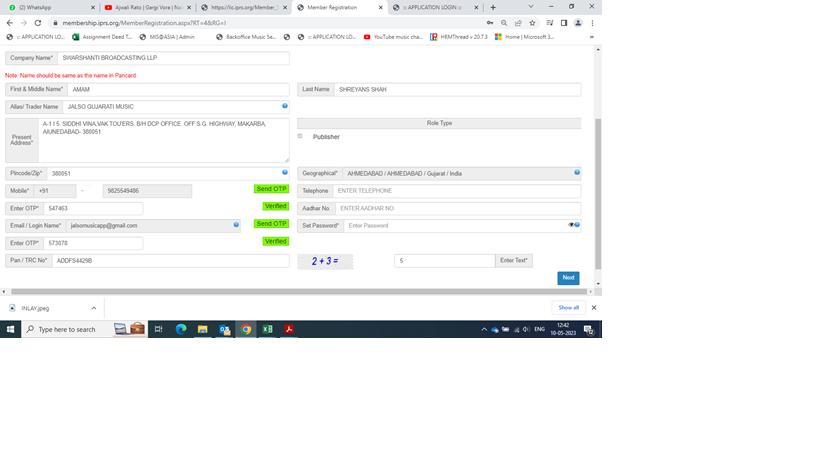 (2) WhatsApp
Ajwali Rato | Gargi Vora | Na
https://ic.iprs.org/Member_
Member Registration
:: APPLICATION LOGIN ::
membership.iprs.org/MemberRegistration.aspx?RT=4&RG=I
:: APPLICATION LO...
Assignment Deed T...
MIS@ASIA | Admin
Backoffice Music Se...
:: APPLICATION LO...
YouTube music cha...
HRMThread v 20.7.3
Home | Microsoft 3...
»
Company Name* SWARSHANTI BROADCASTING LLP
Note. Name should be same as the name in Pancard.
First & Middle Name* AMAM
Last Name SHREYANS SHAH
Alias/ Trader Name JALSO GUJARATI MUSIC
Present Address* A-1 I 5. SIDDHI VINA,VAK TOU'ERS. B/H DCP OFFICE. OFF S.G. HIGHWAY, MAKARBA,
AIUNEDABAD- 380051
Role Type
Publisher
Pincode/Zip* 380051
Geographical* AHMEDABAD / AHMEDABAD / Gujarat / India
Mobile* +91 - 9825549486 Send OTP
Telephone ENTER TELEPHONE
Enter OTP* 547463 Verified
Aadhar No. ENTER AADHAR NO
Email / Login Name* jalsomusicapp@gmail.com Send OTP
Set Password* Enter Password
Enter OTP* 573078 Verified
Pan / TRC No* ADDFS4429B
2 + 3 =
5 Enter Text*
Next
INLAY.jpeg
Show all
Type here to search
ENG
12:42
10-05-2023